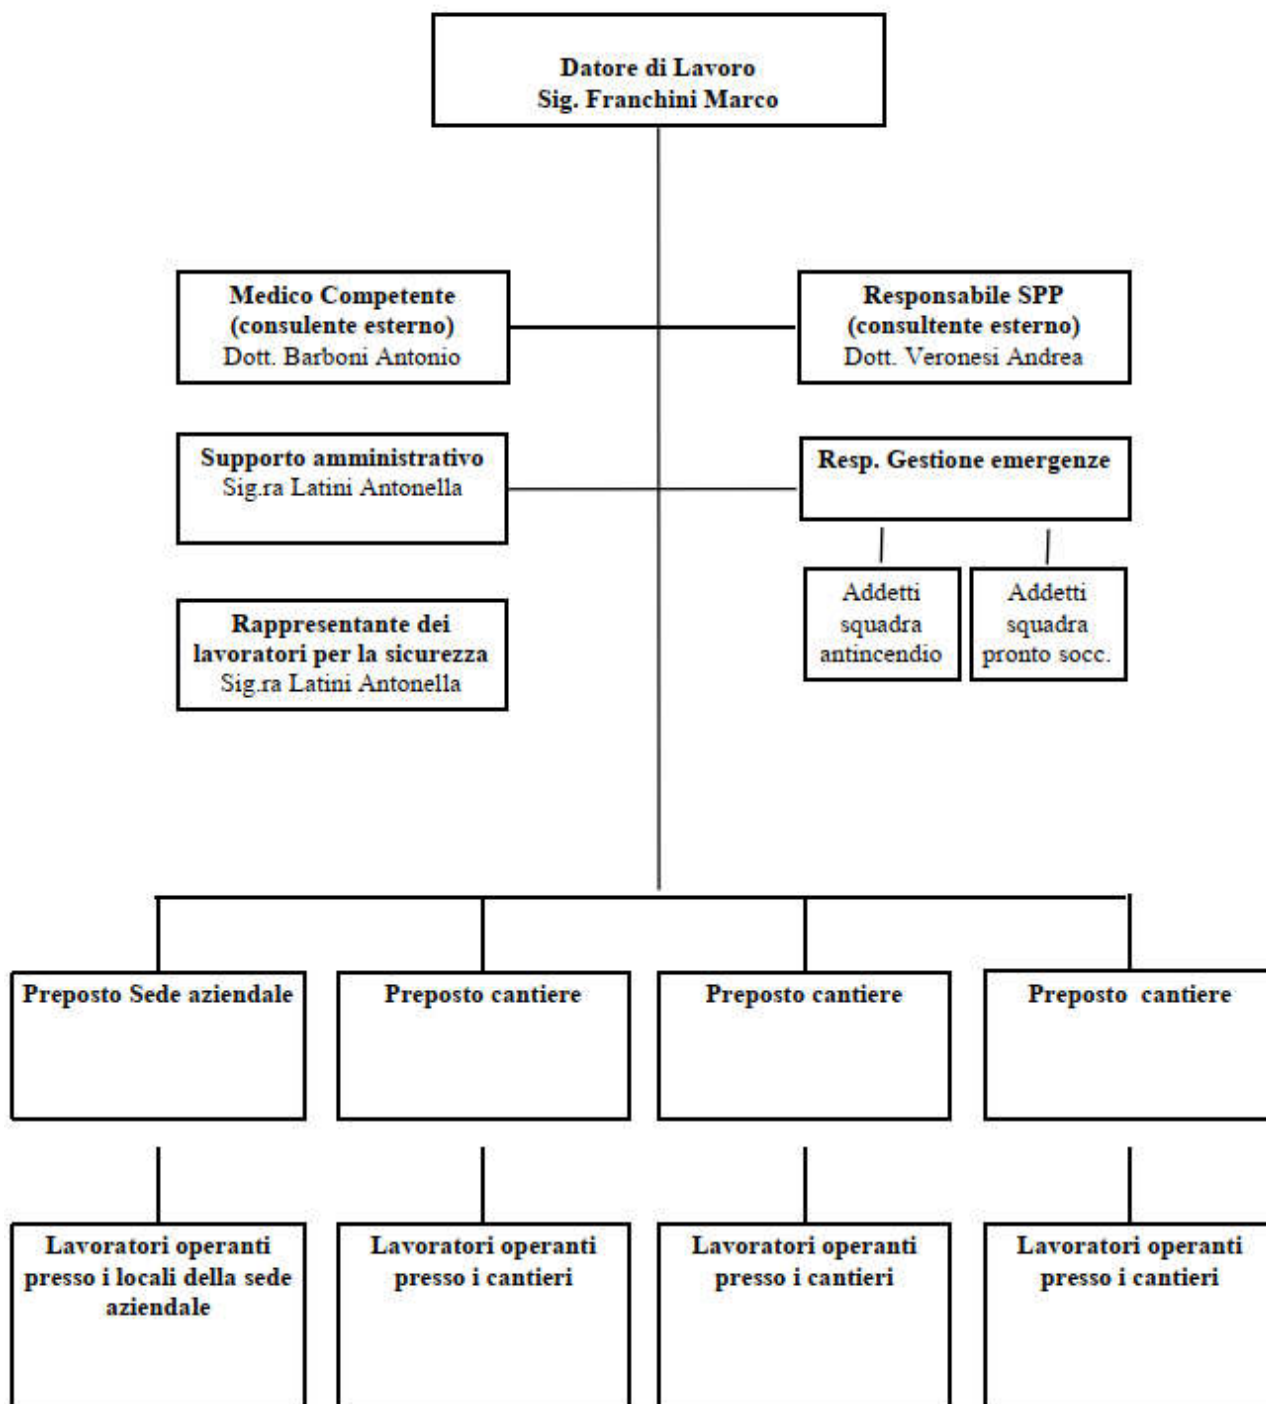 Datore di Lavoro
Sig. Franchini Marco
Medico Competente
(consulente esterno)
Dott. Barboni Antonio
Responsabile SPP
(consultente esterno)
Dott. Veronesi Andrea
Supporto amministrativo
Sig.ra Latini Antonella
Resp. Gestione emergenze
Addetti
squadra
antincendio
Addetti
squadra
pronto socc.
Rappresentante dei
lavoratori per la sicurezza
Sig.ra Latini Antonella
Preposto Sede aziendale
Preposto cantiere
Preposto cantiere
Preposto cantiere
Lavoratori operanti
presso i locali della sede
aziendale
Lavoratori operanti
presso i cantieri
Lavoratori operanti
presso i cantieri
Lavoratori operanti
presso i cantieri